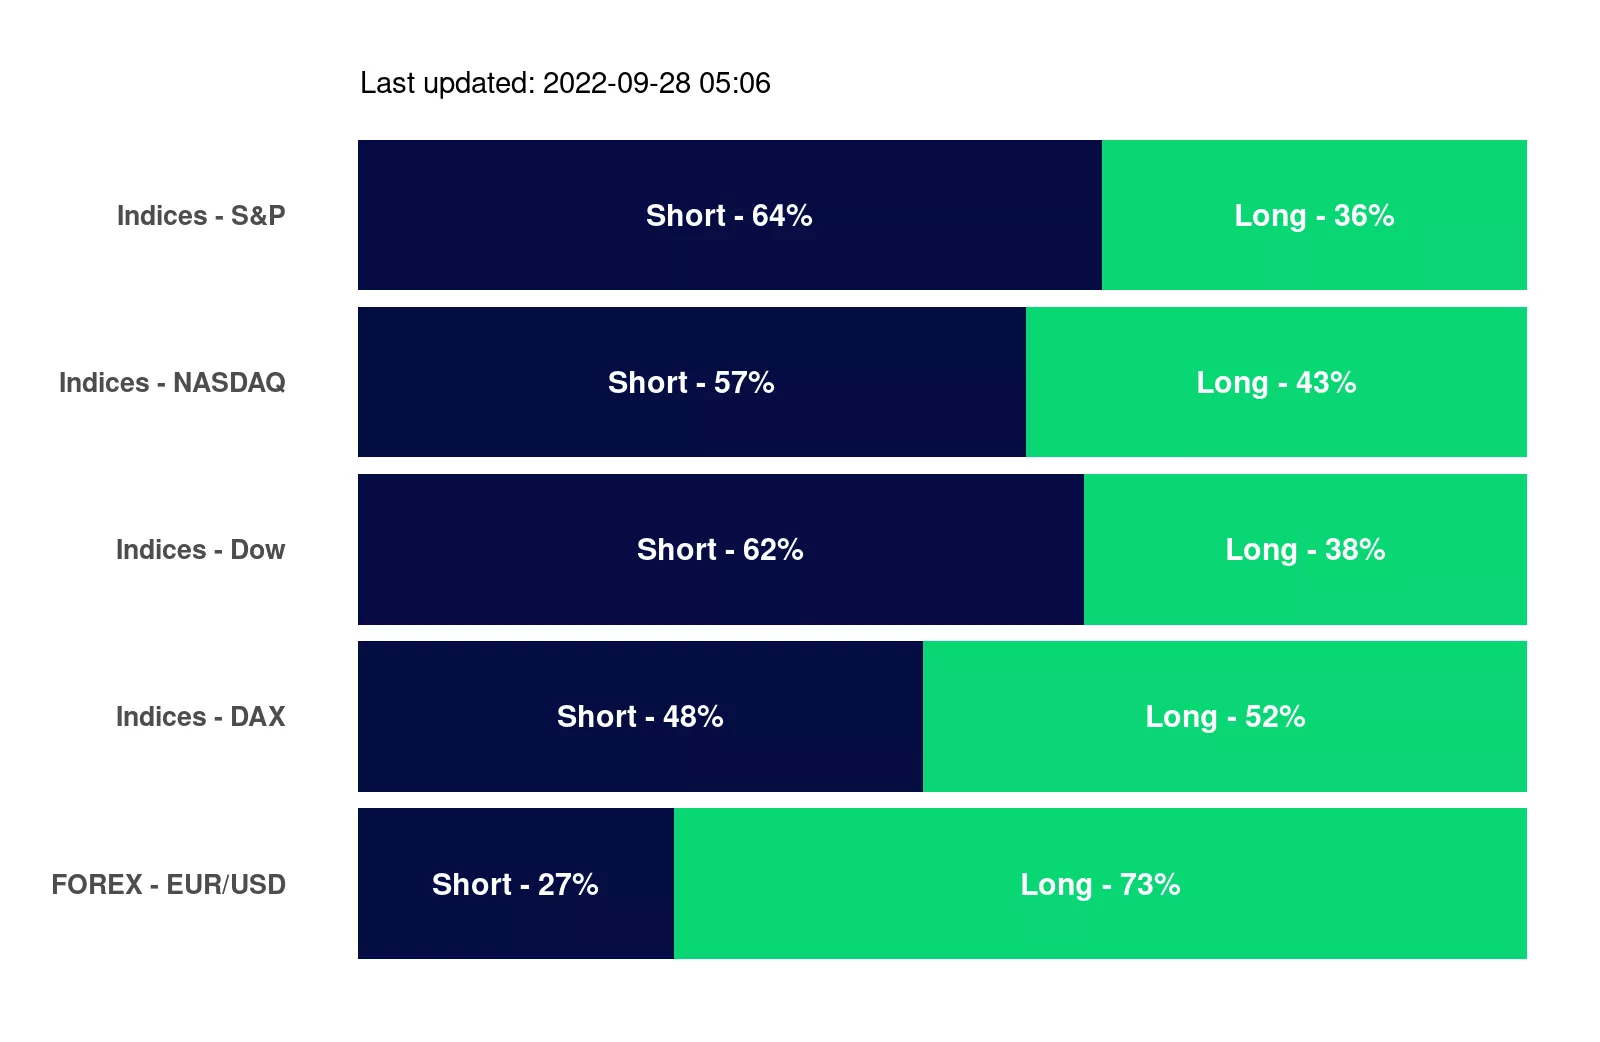 Last updated: 2022-09-28 05:06
Indices - S&P
Short - 64%
Long - 36%
Indices - NASDAQ
Short - 57%
Long - 43%
Indices - Dow
Short - 62%
Long - 38%
Indices - DAX
Short - 48%
Long - 52%
FOREX - EUR/USD
Short - 27%
Long - 73%